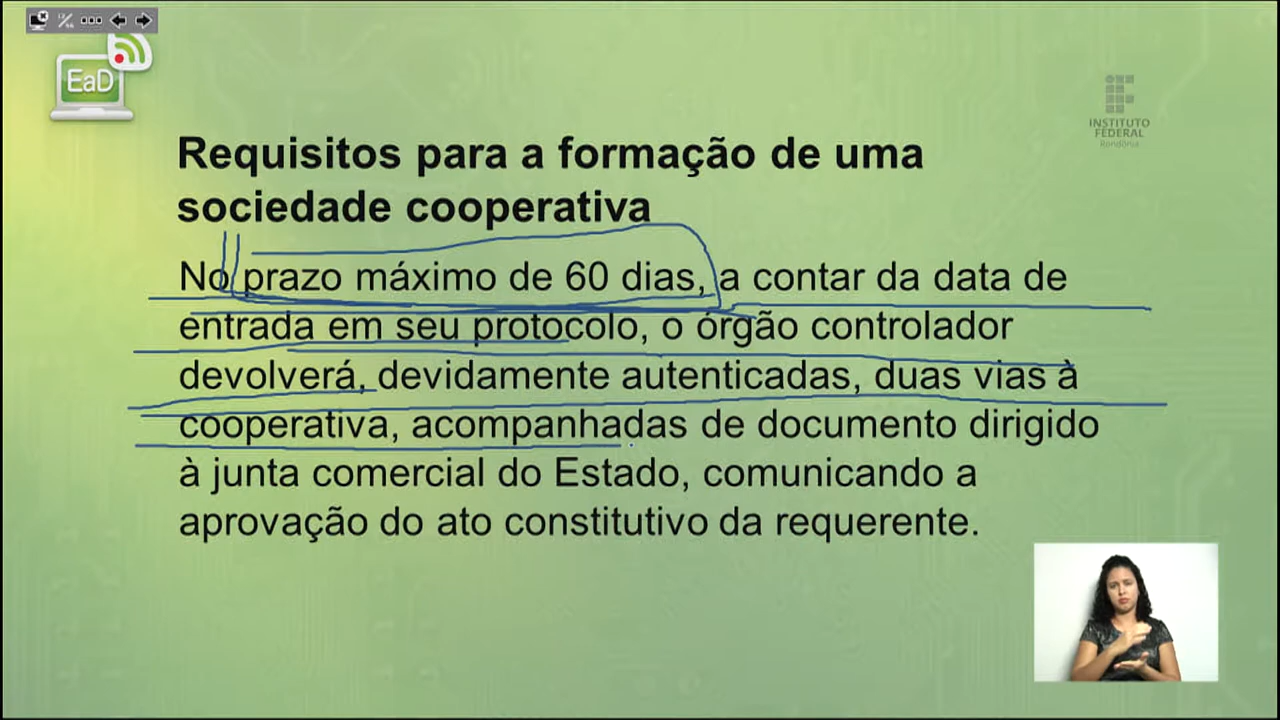 EaD
INSTITUTO
FEDERAL
Rondônia
Requisitos para a formação de uma
sociedade cooperativa
No prazo máximo de 60 dias, a contar da data de
entrada em seu protocolo, o órgão controlador
devolverá, devidamente autenticadas, duas vias à
cooperativa, acompanhadas de documento dirigido
à junta comercial do Estado, comunicando a
aprovação do ato constitutivo da requerente.